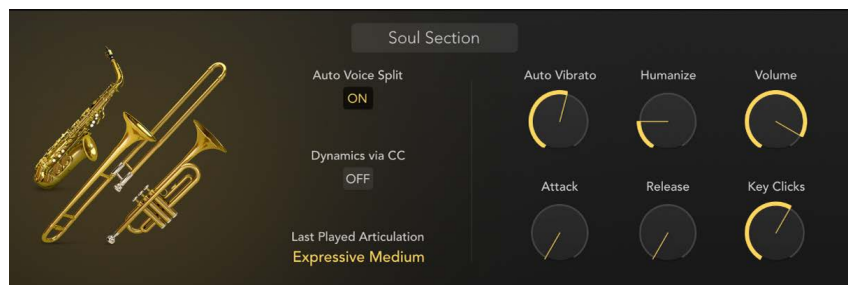 Soul Section
Auto Voice Split
ON
Dynamics via CC
OFF
Last Played Articulation
Expressive Medium
Auto Vibrato
Humanize
Volume
Attack
Release
Key Clicks